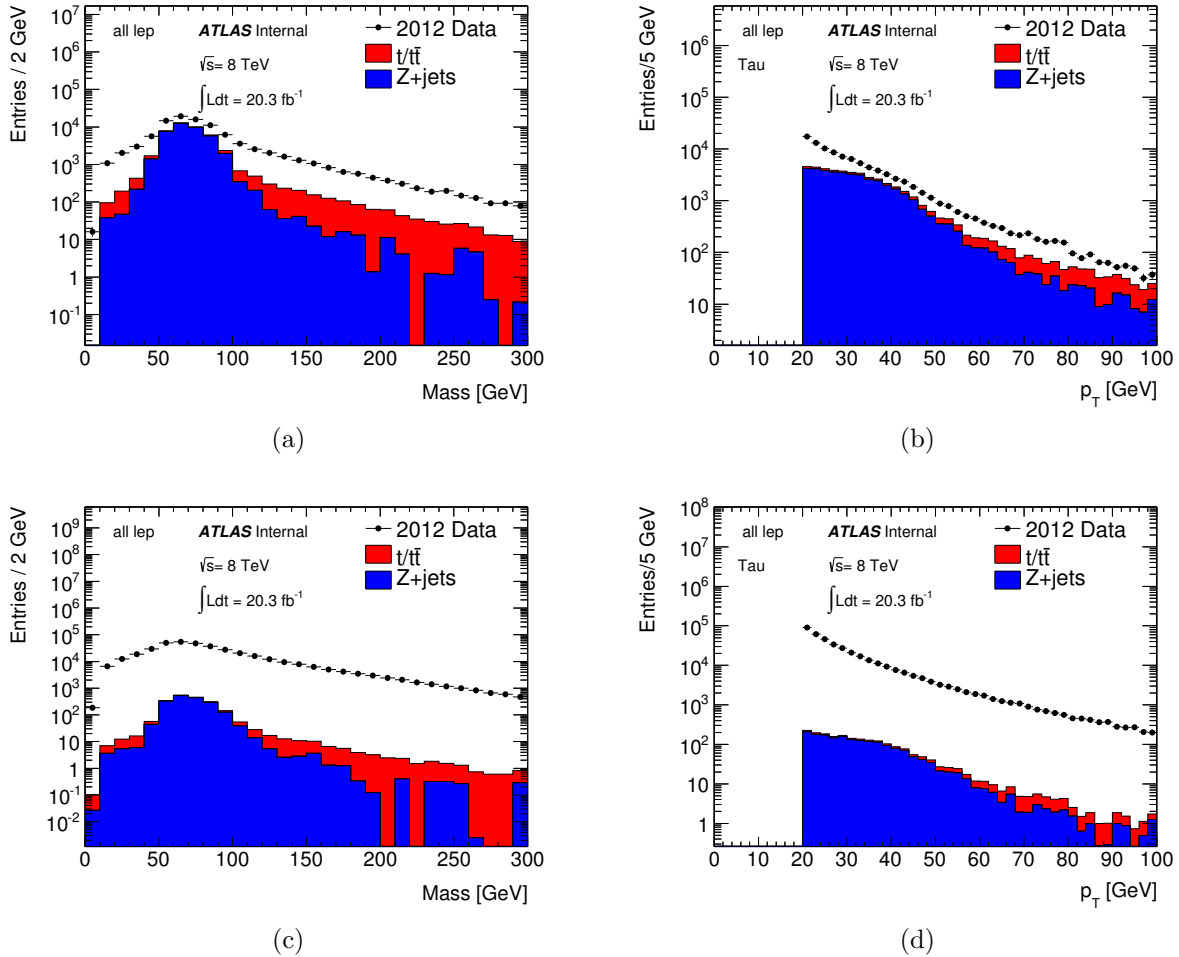 Entries / 2 GeV
10^7
10^6
10^5
10^4
10^3
10^2
10
1
10^-1
all lep ATLAS Internal
√s= 8 TeV
∫Ldt = 20.3 fb^-1
2012 Data
t/tt̄
Z+jets
0 50 100 150 200 250 300
Mass [GeV]
(a)
Entries/5 GeV
10^6
10^5
10^4
10^3
10^2
10
all lep ATLAS Internal
Tau √s= 8 TeV
∫Ldt = 20.3 fb^-1
2012 Data
t/tt̄
Z+jets
0 10 20 30 40 50 60 70 80 90 100
p_T [GeV]
(b)
Entries / 2 GeV
10^9
10^8
10^7
10^6
10^5
10^4
10^3
10^2
10
1
10^-1
10^-2
all lep ATLAS Internal
√s= 8 TeV
∫Ldt = 20.3 fb^-1
2012 Data
t/tt̄
Z+jets
0 50 100 150 200 250 300
Mass [GeV]
(c)
Entries/5 GeV
10^8
10^7
10^6
10^5
10^4
10^3
10^2
10
1
all lep ATLAS Internal
Tau √s= 8 TeV
∫Ldt = 20.3 fb^-1
2012 Data
t/tt̄
Z+jets
0 10 20 30 40 50 60 70 80 90 100
p_T [GeV]
(d)